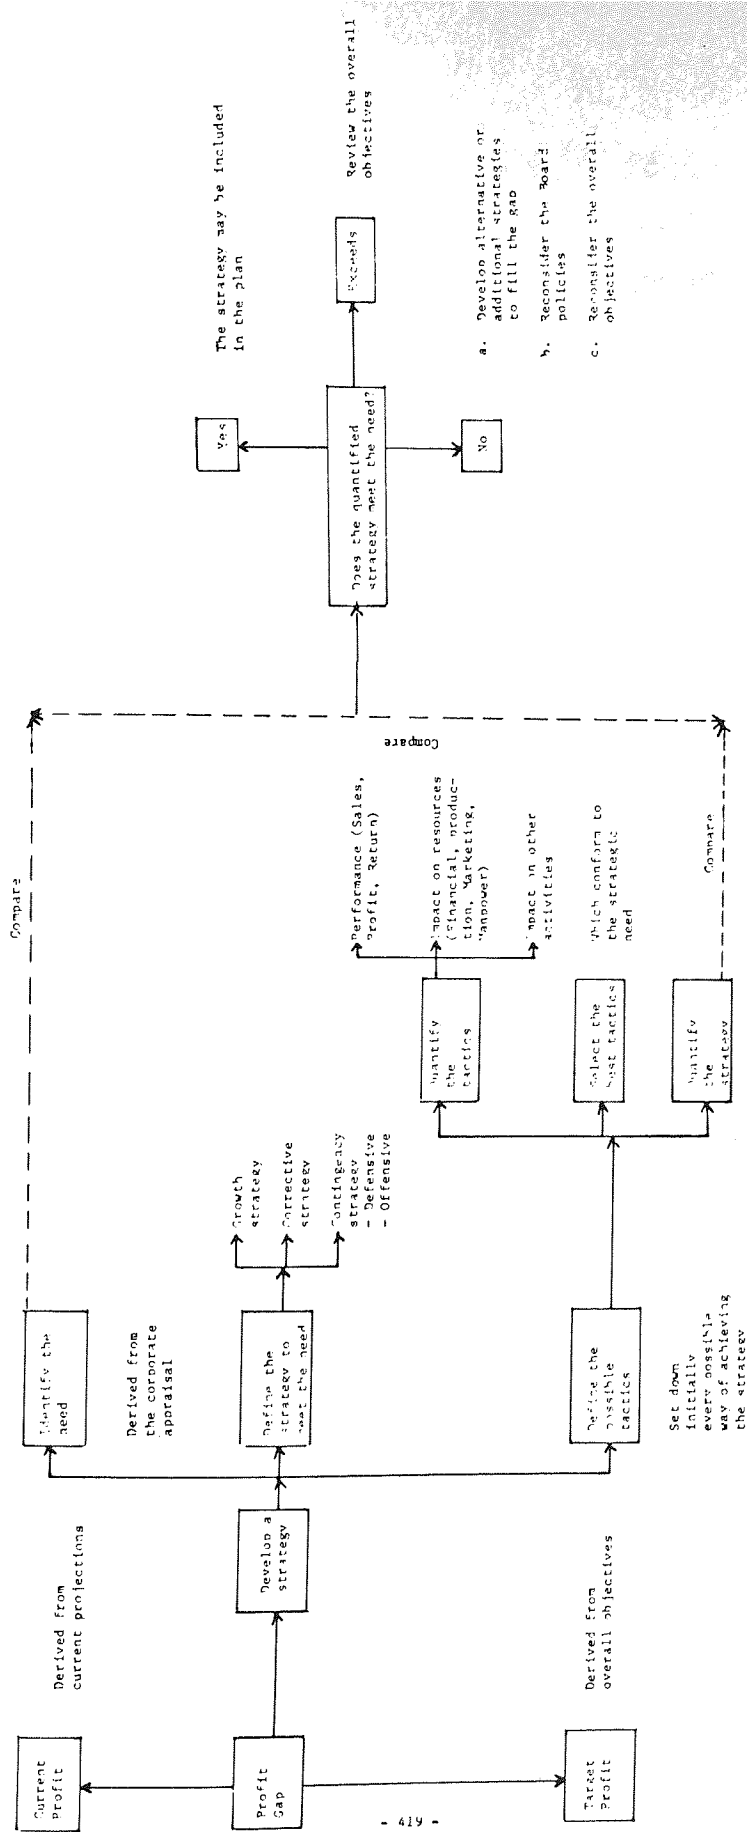 Current
Profit
Derived from
current projections
Profit
Gap
Target
Profit
Derived from
overall objectives
Develop a
strategy
Identify the
need
Derived from
the corporate
appraisal
Define the
strategy to
meet the need
Growth
strategy
Corrective
strategy
Contingency
strategy
- Defensive
- Offensive
Define the
possible
tactics
Set down
initially
every possible
way of achieving
the strategy
Quantify
the
tactics
Performance (Sales,
Profit, Return)
Impact on resources
(Financial, produc-
tion, Marketing,
Manpower)
Impact on other
activities
Select the
best tactics
Which conform to
the strategic
need
Quantify
the
strategy
Compare
Compare
Compare
Does the quantified
strategy meet the need?
Yes
The strategy may be included
in the plan
Exceeds
Review the overall
objectives
No
a. Develop alternative or
additional strategies
to fill the gap
b. Reconsider the Board
policies
c. Reconsider the overall
objectives
- 419 -